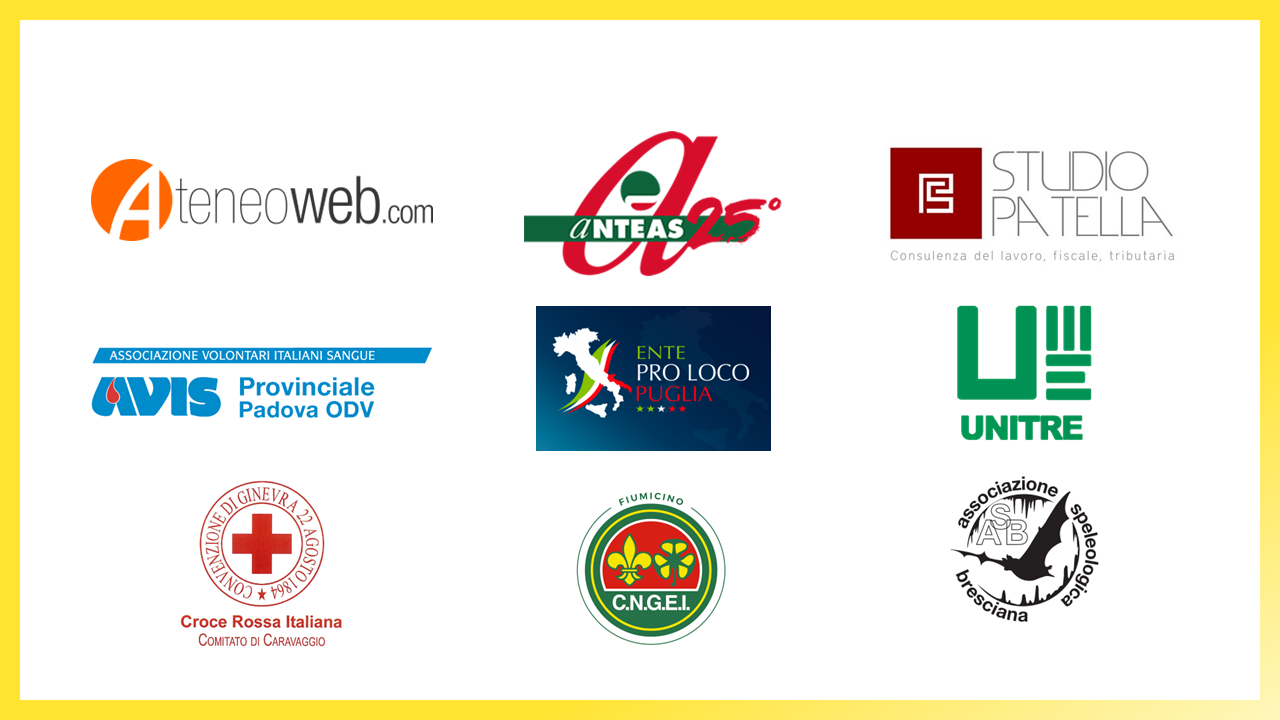 Ateneoweb.com
aNTEAS 25°
STUDIO
PATELLA
Consulenza del lavoro, fiscale, tributaria
ASSOCIAZIONE VOLONTARI ITALIANI SANGUE
AVIS
Provinciale
Padova ODV
ENTE
PRO LOCO
PUGLIA
UNITRE
CONVENZIONE DI GINEVRA 22 AGOSTO 1864
Croce Rossa Italiana
COMITATO DI CARAVAGGIO
FIUMICINO
C.N.G.E.I.
associazione
speleologica
bresciana
ASB